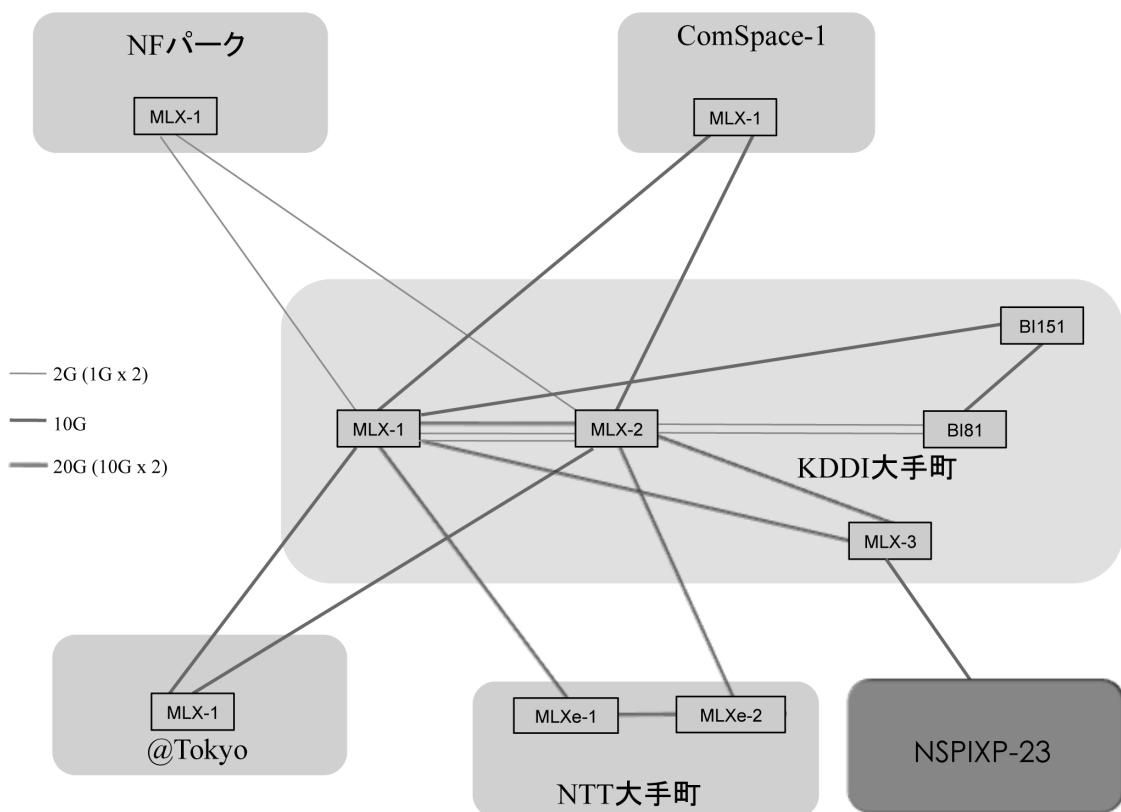 NFパーク
MLX-1
ComSpace-1
MLX-1
BI151
2G (1G x 2)
10G
20G (10G x 2)
MLX-1
MLX-2
BI81
KDDI大手町
MLX-3
MLX-1
@Tokyo
MLXe-1
MLXe-2
NTT大手町
NSPIXP-23